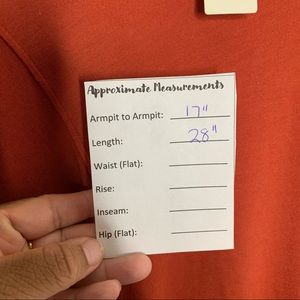 Approximate Measurements
Armpit to Armpit: 17"
Length: 28"
Waist (Flat):
Rise:
Inseam:
Hip (Flat):